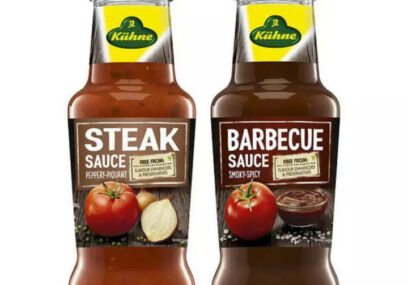 Kühne
STEAK
SAUCE
PEPPERY-PIQUANT
FREE FROM:
FLAVOUR ENHANCERS
& PRESERVATIVES
Kühne
BARBECUE
SAUCE
SMOKY-SPICY
FREE FROM:
FLAVOUR ENHANCERS
& PRESERVATIVES